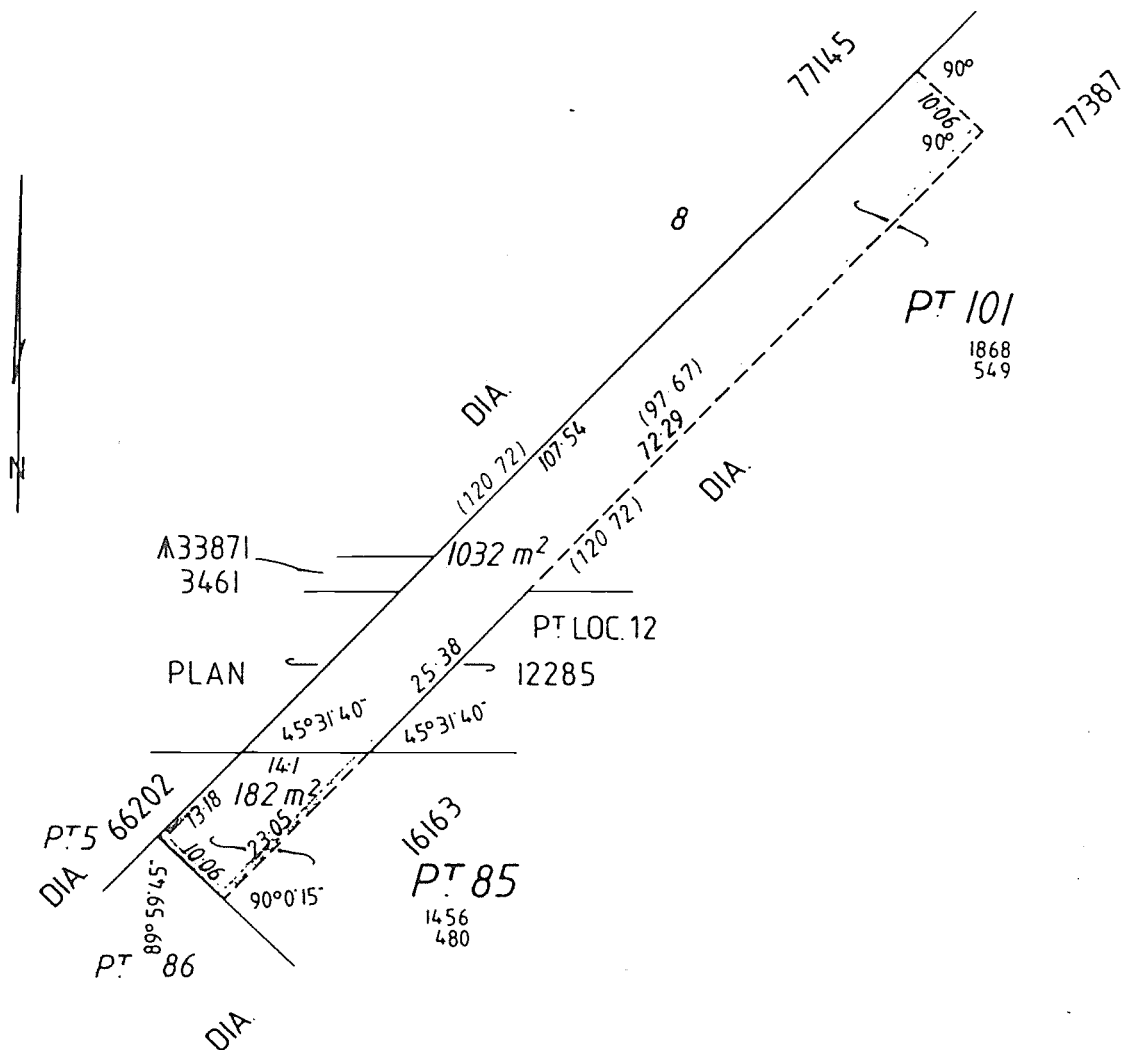 77145
90°
10·06
90°
77387
8
PT 101
1868
549
N
DIA.
(97·67)
72·29
107·54
(120 72)
DIA.
(120 72)
33871
3461
1032 m²
PT LOC. 12
PLAN
25·38
12285
45°31'40"
45°31'40"
14·1
182 m²
66202
13·18
PT 5
DIA.
23·05
10·06
16163
PT 85
1456
480
90°0'15"
89°59'45"
PT 86
DIA.